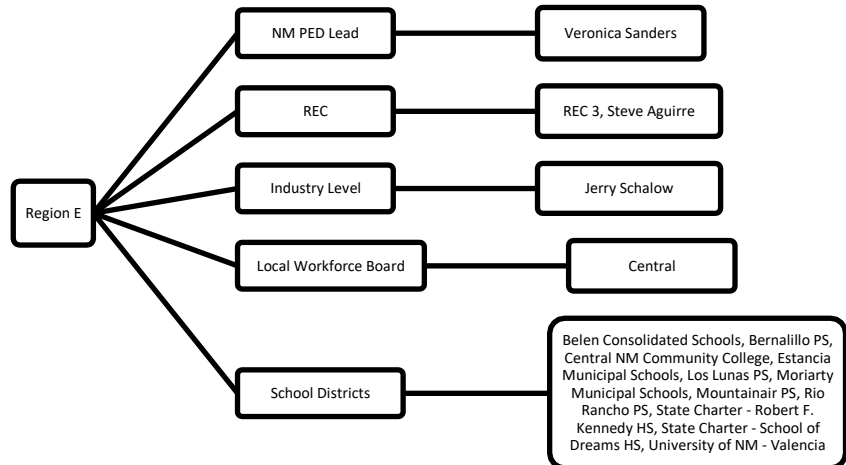 Region E
NM PED Lead
Veronica Sanders
REC
REC 3, Steve Aguirre
Industry Level
Jerry Schalow
Local Workforce Board
Central
School Districts
Belen Consolidated Schools, Bernalillo PS,
Central NM Community College, Estancia
Municipal Schools, Los Lunas PS, Moriarty
Municipal Schools, Mountainair PS, Rio
Rancho PS, State Charter - Robert F.
Kennedy HS, State Charter - School of
Dreams HS, University of NM - Valencia